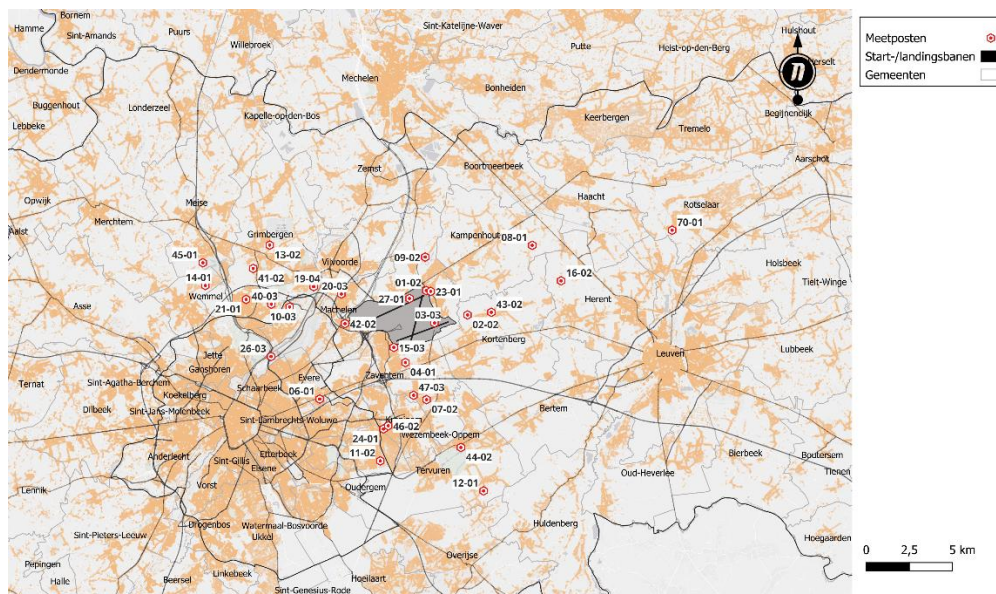 Bornem
Hamme
Puurs
Sint-Amands
Willebroek
Sint-Katelijne-Waver
Putte
Heist-op-den-Berg
Hulshout
Herselt
Dendermonde
Mechelen
Bonheiden
Buggenhout
Londerzeel
Kapelle-op-den-Bos
Keerbergen
Tremelo
Begijnendijk
Lebbeke
Aarschot
Zemst
Boortmeerbeek
Haacht
Rotselaar
Opwijk
Meise
Merchtem
Aalst
Grimbergen
Kampenhout
70-01
08-01
13-02
09-02
45-01
Vilvoorde
Holsbeek
41-02
16-02
Tielt-Winge
14-01
19-04
01-02
20-03
23-01
Wemmel
40-03
27-01
Herent
Asse
21-01
10-03
Machelen
03-03
43-02
42-02
02-02
Kortenberg
15-03
Leuven
Lubbeek
26-03
Jette
Ganshoren
04-01
Zaventem
Ternat
Sint-Agatha-Berchem
Schaarbeek
Evere
06-01
47-03
Koekelberg
07-02
Dilbeek
Sint-Jans-Molenbeek
Sint-Lambrechts-Woluwe
46-02
Bertem
24-01
Wezembeek-Oppem
Anderlecht
Etterbeek
Sint-Gillis
Elsene
11-02
44-02
Bierbeek
Boutersem
Tervuren
Oud-Heverlee
Tienen
Lennik
Vorst
Oudergem
12-01
Drogenbos
Watermaal-Bosvoorde
Ukkel
Huldenberg
Sint-Pieters-Leeuw
Hoegaarden
Overijse
Pepingen
Halle
Beersel
Linkebeek
Hoeilaart
Sint-Genesius-Rode
Meetposten
Start-/landingsbanen
Gemeenten
n
0 2,5 5 km